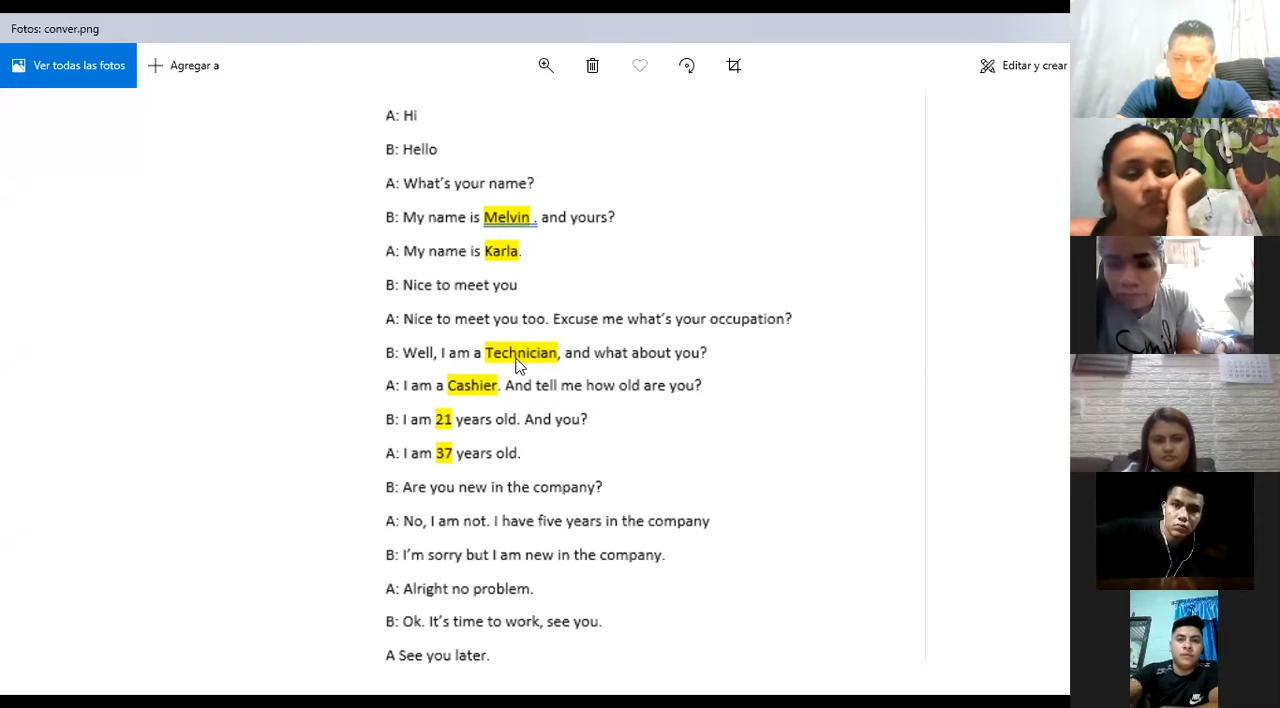 Fotos: conver.png
Ver todas las fotos
Agregar a
Editar y crear
A: Hi
B: Hello
A: What's your name?
B: My name is Melvin . and yours?
A: My name is Karla.
B: Nice to meet you
A: Nice to meet you too. Excuse me what's your occupation?
B: Well, I am a Technician, and what about you?
A: I am a Cashier. And tell me how old are you?
B: I am 21 years old. And you?
A: I am 37 years old.
B: Are you new in the company?
A: No, I am not. I have five years in the company
B: I'm sorry but I am new in the company.
A: Alright no problem.
B: Ok. It's time to work, see you.
A See you later.